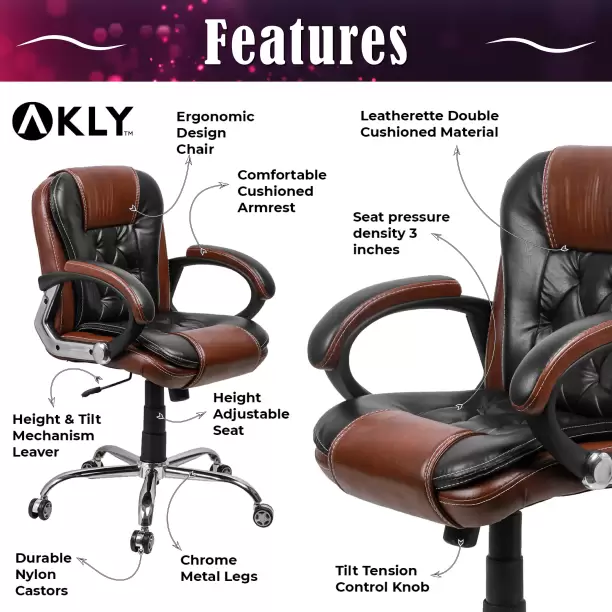 Features
AKLY™
Ergonomic
Design
Chair
Comfortable
Cushioned
Armrest
Leatherette Double
Cushioned Material
Seat pressure
density 3
inches
Height
Adjustable
Seat
Height & Tilt
Mechanism
Leaver
Durable
Nylon
Castors
Chrome
Metal Legs
Tilt Tension
Control Knob